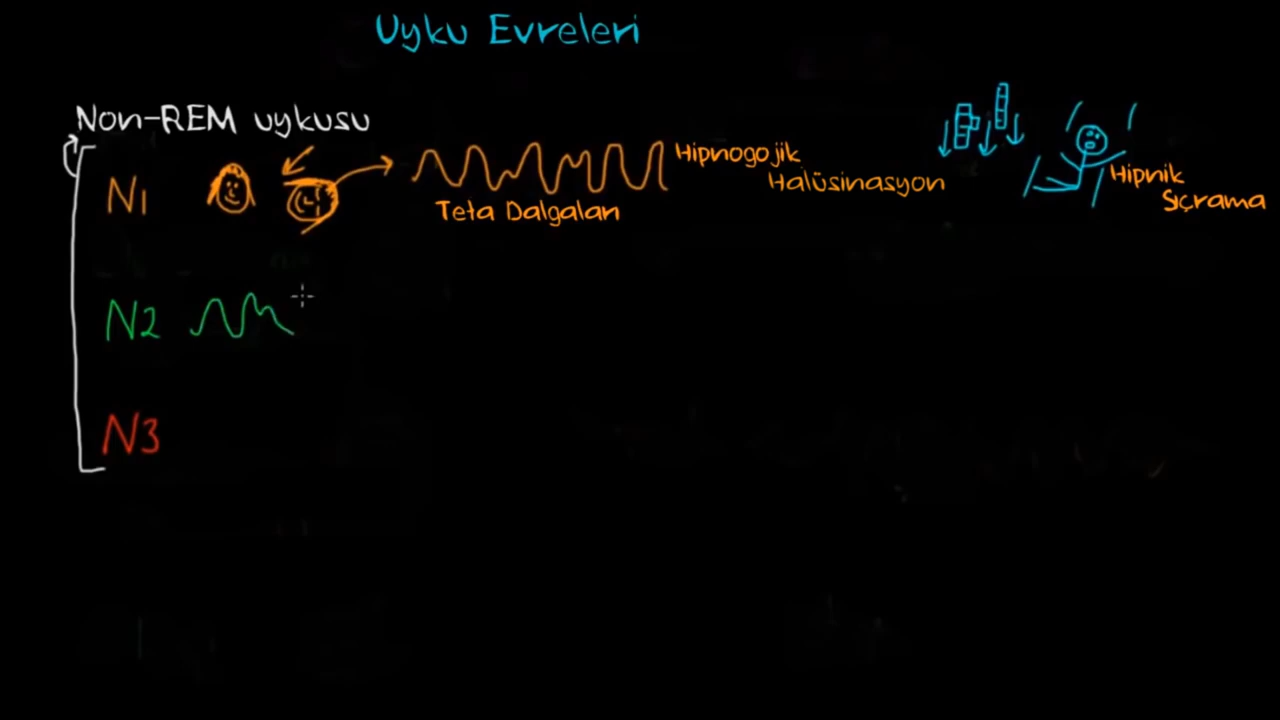 Uyku Evreleri
Non-REM uykusu
N1
Teta Dalgaları
Hipnogojik
Halüsinasyon
Hipnik
Sıçrama
N2
N3